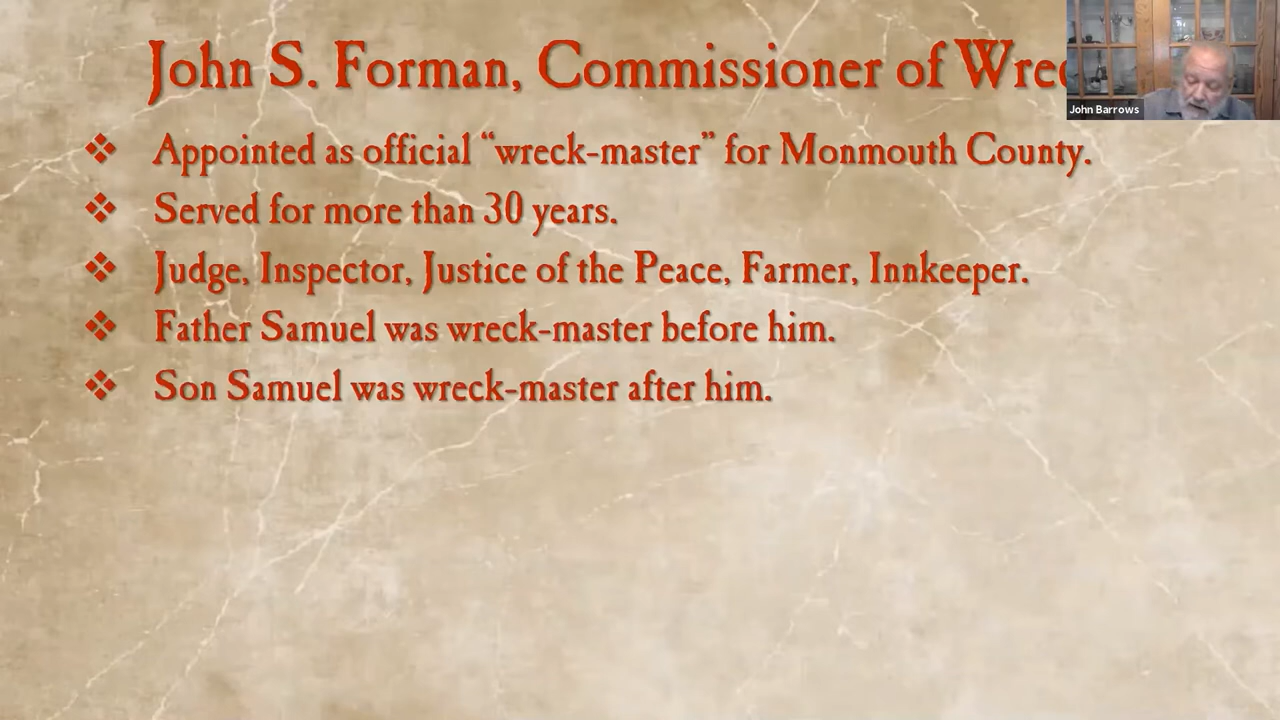 John S. Forman, Commissioner of
John Barrows
❖ Appointed as official “wreck-master” for Monmouth County.
❖ Served for more than 30 years.
❖ Judge, Inspector, Justice of the Peace, Farmer, Innkeeper.
❖ Father Samuel was wreck-master before him.
❖ Son Samuel was wreck-master after him.